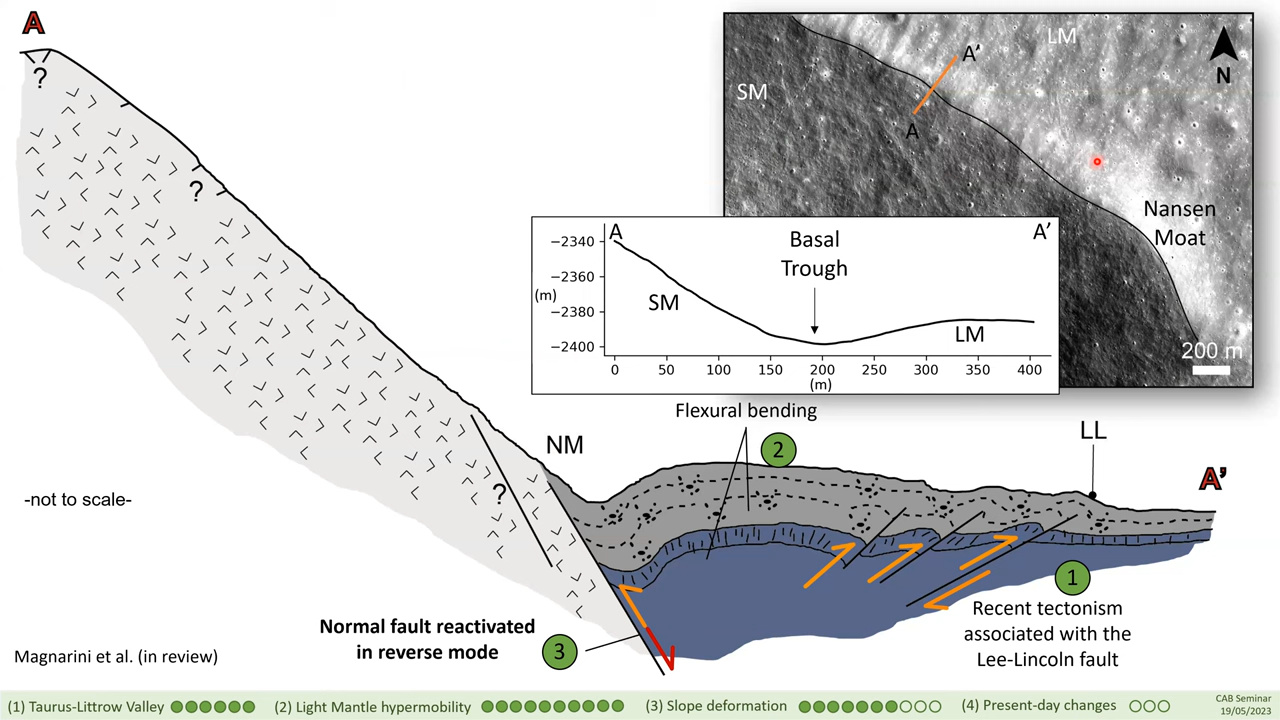 A
?
?
?
-not to scale-
Magnarini et al. (in review)
SM
LM
A'
A
N
Nansen
Moat
200 m
A
A'
Basal
Trough
SM
LM
(m)
−2340
−2360
−2380
−2400
0 50 100 150 200 250 300 350 400
(m)
Flexural bending
2
NM
LL
A'
1
Recent tectonism
associated with the
Lee-Lincoln fault
Normal fault reactivated
in reverse mode
3
(1) Taurus-Littrow Valley (2) Light Mantle hypermobility (3) Slope deformation (4) Present-day changes
CAB Seminar
19/05/2023